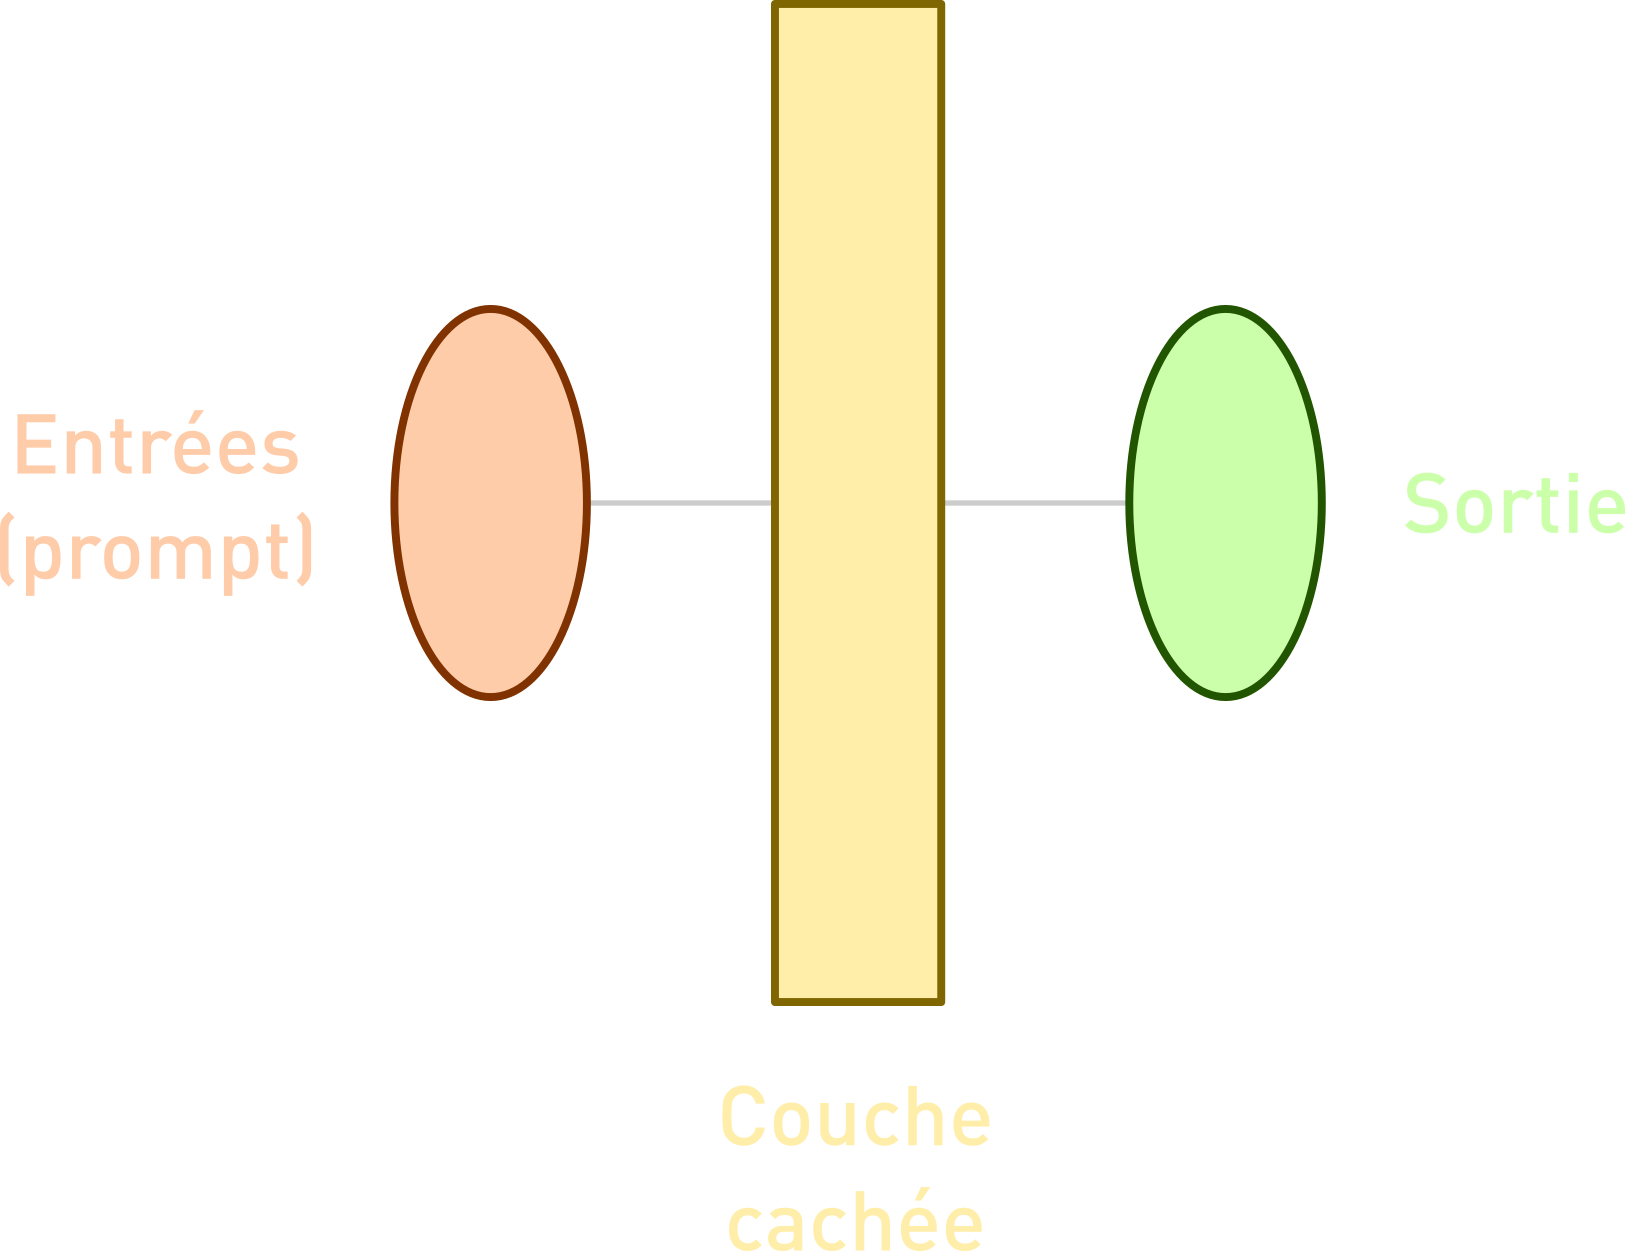 Entrées
(prompt)
Sortie
Couche
cachée